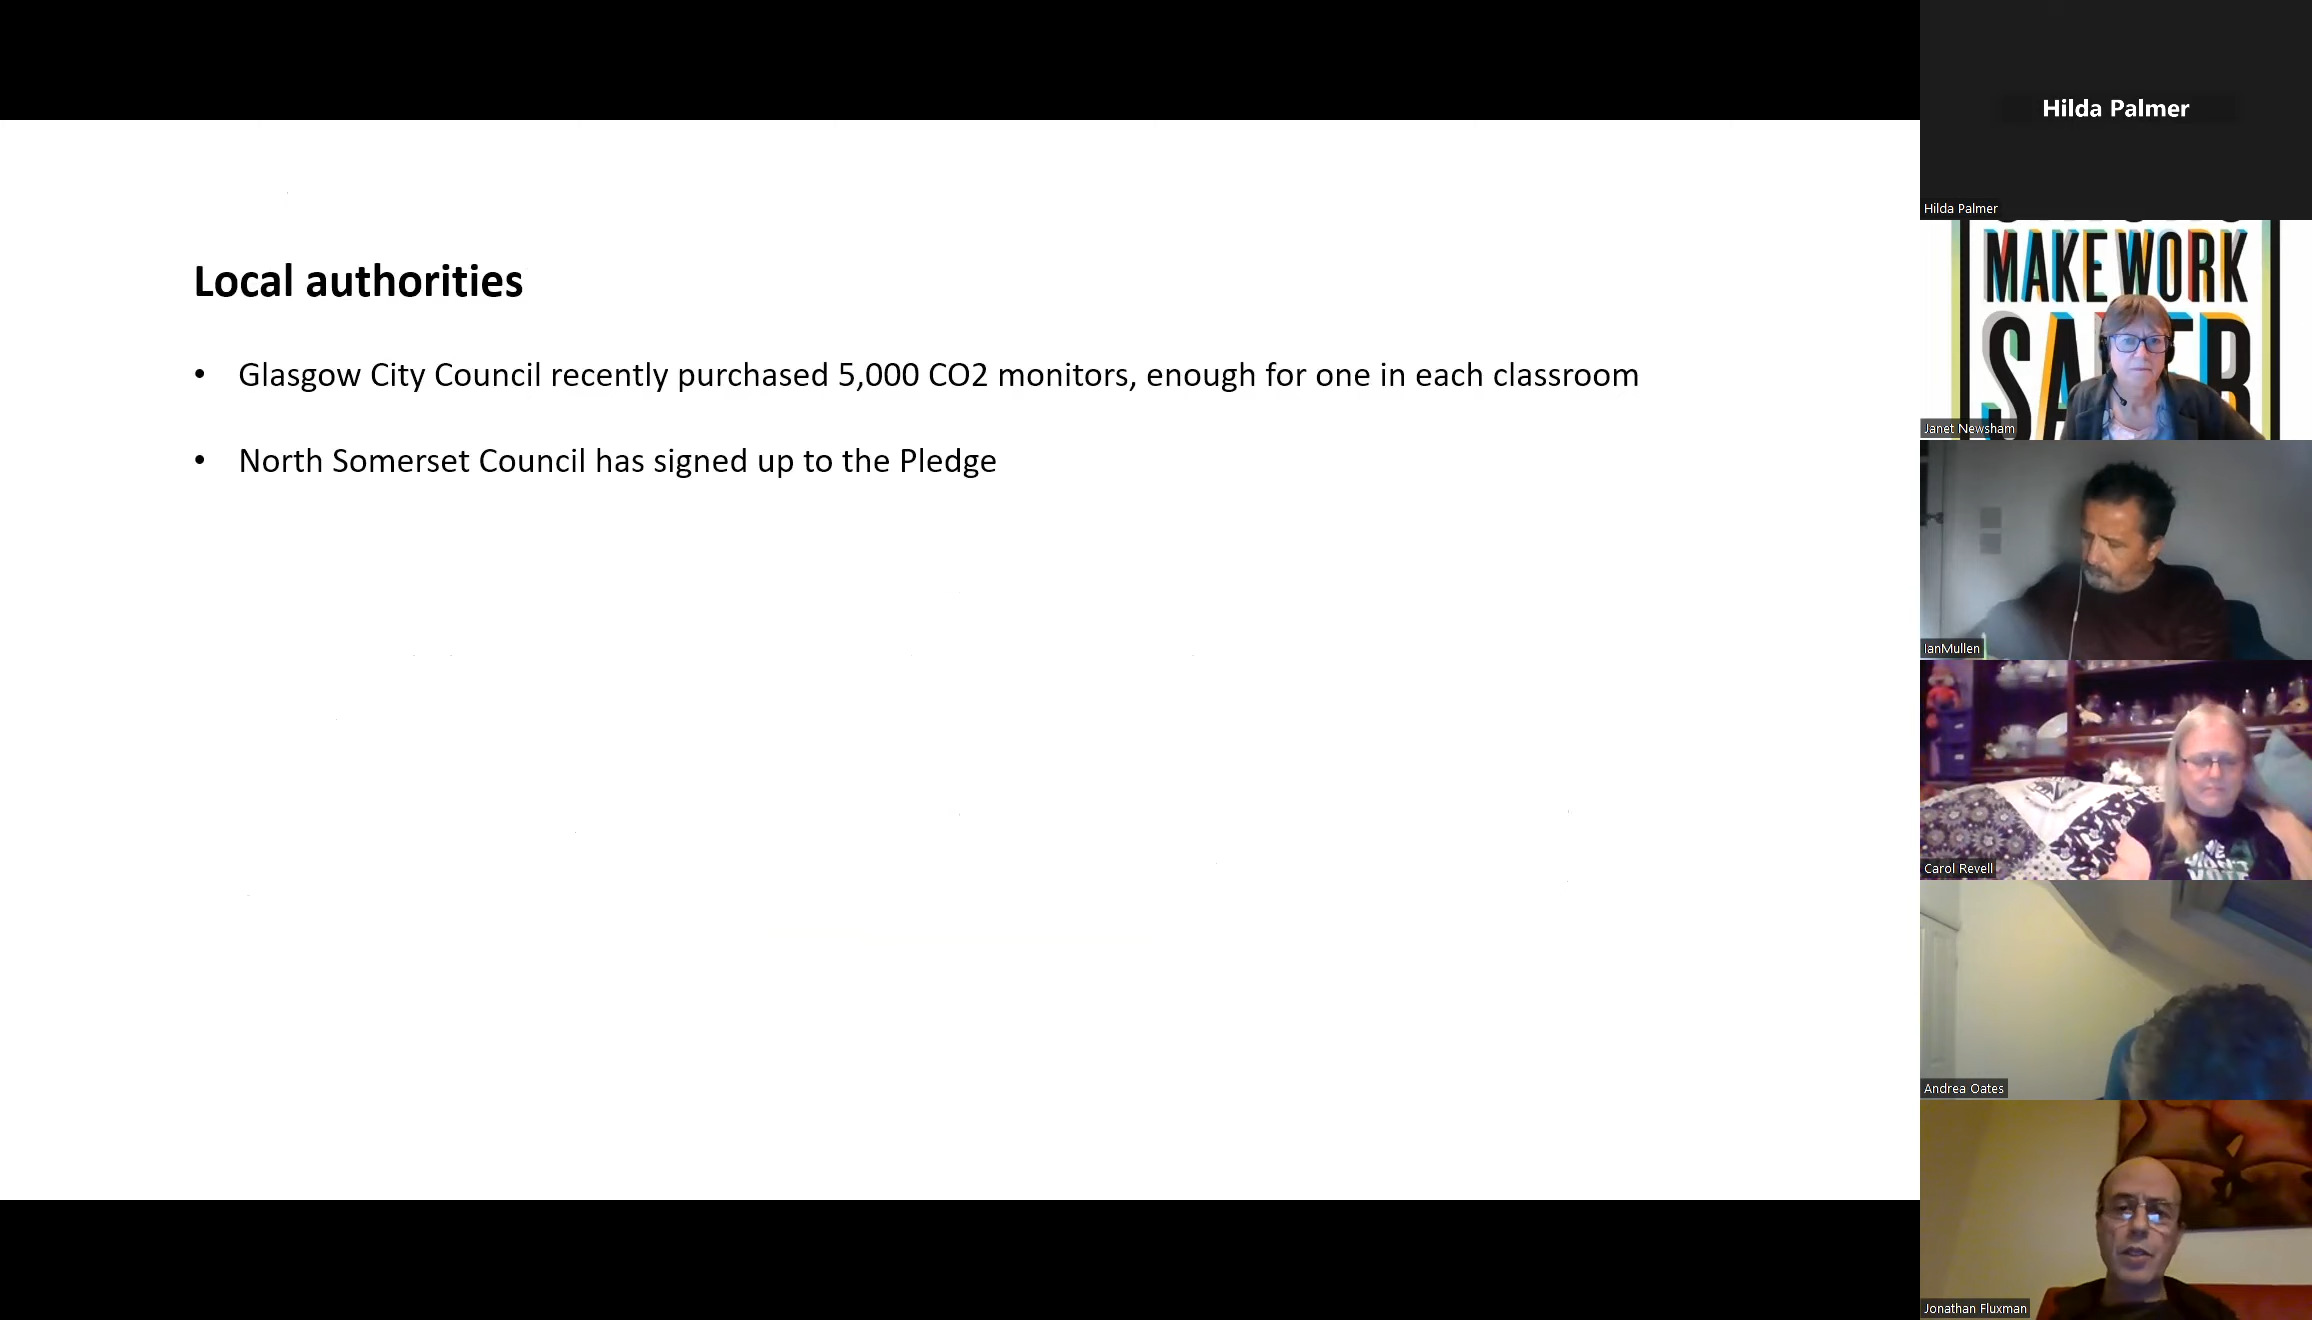 Local authorities
• Glasgow City Council recently purchased 5,000 CO2 monitors, enough for one in each classroom
• North Somerset Council has signed up to the Pledge
Hilda Palmer
Hilda Palmer
MAKE WORK
Janet Newsham
IanMullen
Carol Revell
Andrea Oates
Jonathan Fluxman